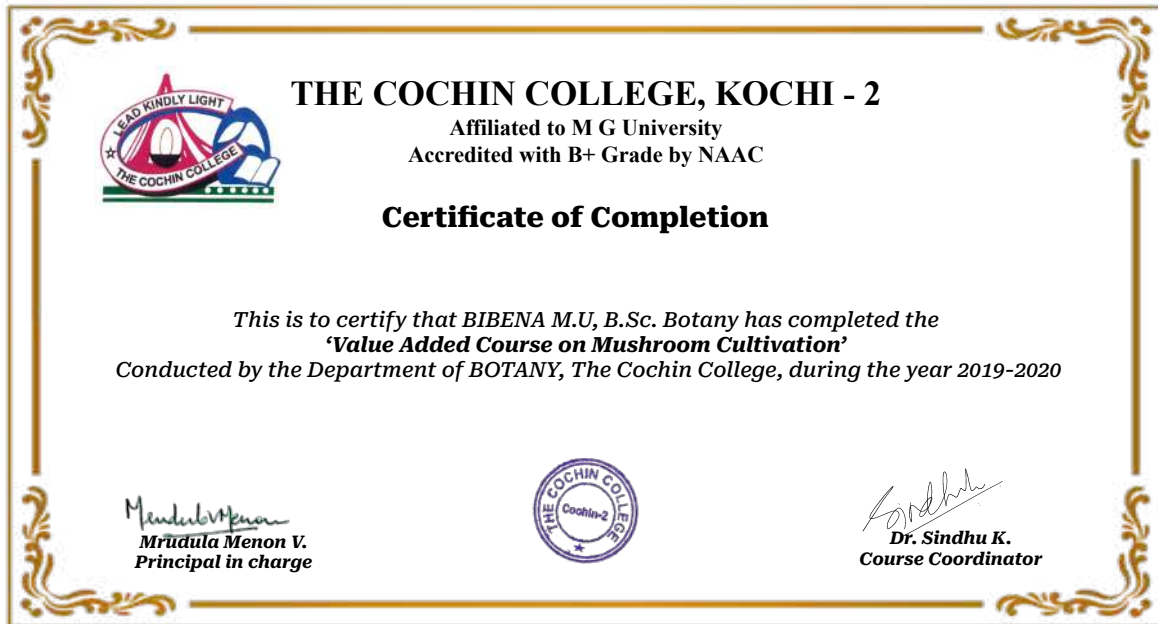 LEAD KINDLY LIGHT
THE COCHIN COLLEGE
THE COCHIN COLLEGE, KOCHI - 2
Affiliated to M G University
Accredited with B+ Grade by NAAC
Certificate of Completion
This is to certify that BIBENA M.U, B.Sc. Botany has completed the
‘Value Added Course on Mushroom Cultivation’
Conducted by the Department of BOTANY, The Cochin College, during the year 2019-2020
THE COCHIN COLLEGE
Cochin-2
Mrudula Menon
Mrudula Menon V.
Principal in charge
Sindhu
Dr. Sindhu K.
Course Coordinator